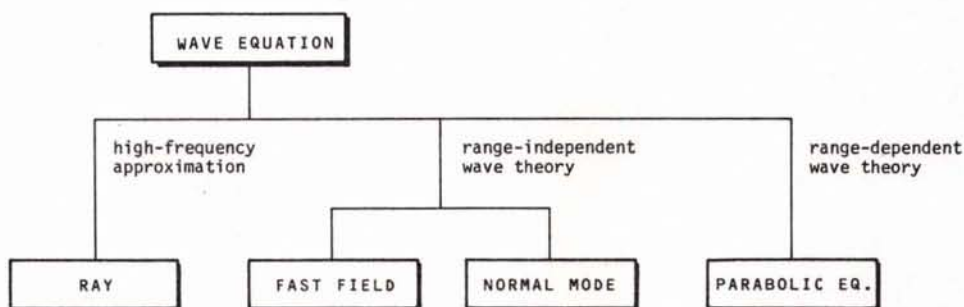 WAVE EQUATION
high-frequency
approximation
range-independent
wave theory
range-dependent
wave theory
RAY
FAST FIELD
NORMAL MODE
PARABOLIC EQ.